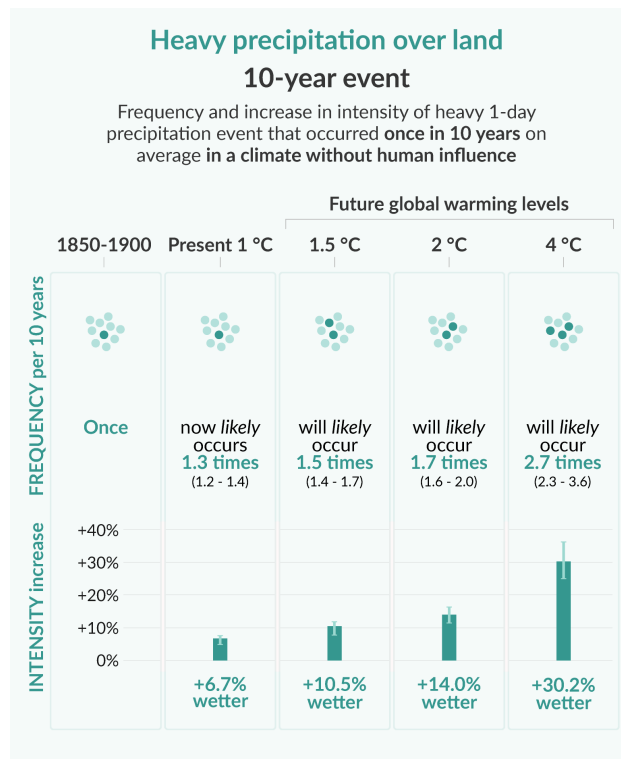 Heavy precipitation over land
10-year event
Frequency and increase in intensity of heavy 1-day
precipitation event that occurred once in 10 years on
average in a climate without human influence
Future global warming levels
1850-1900 Present 1 °C 1.5 °C 2 °C 4 °C
FREQUENCY per 10 years
Once
now likely
occurs
1.3 times
(1.2 - 1.4)
will likely
occur
1.5 times
(1.4 - 1.7)
will likely
occur
1.7 times
(1.6 - 2.0)
will likely
occur
2.7 times
(2.3 - 3.6)
INTENSITY increase
+40%
+30%
+20%
+10%
0%
+6.7%
wetter
+10.5%
wetter
+14.0%
wetter
+30.2%
wetter